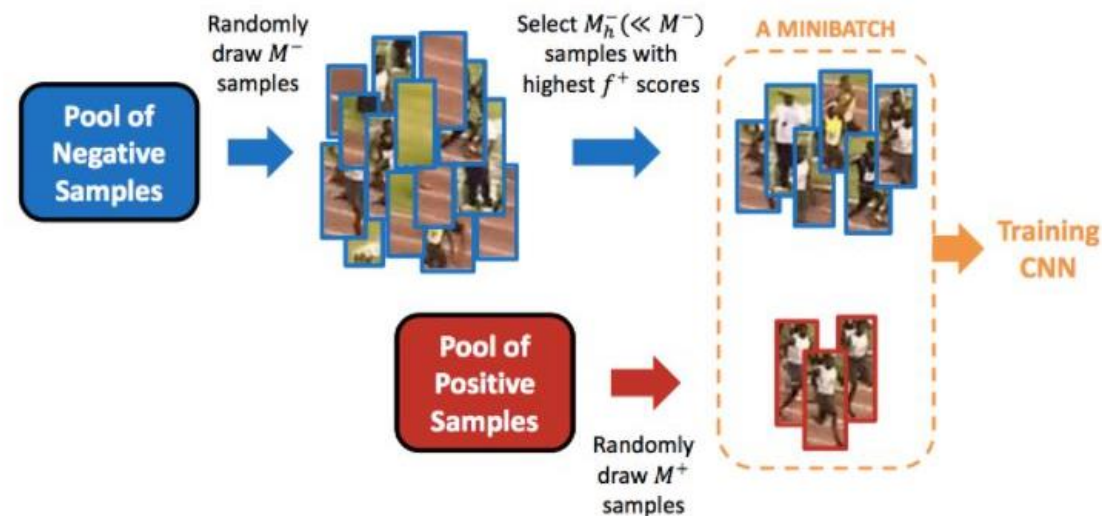 Pool of
Negative
Samples
Randomly
draw M⁻
samples
Select M_h⁻(≪ M⁻)
samples with
highest f⁺ scores
A MINIBATCH
Training
CNN
Pool of
Positive
Samples
Randomly
draw M⁺
samples